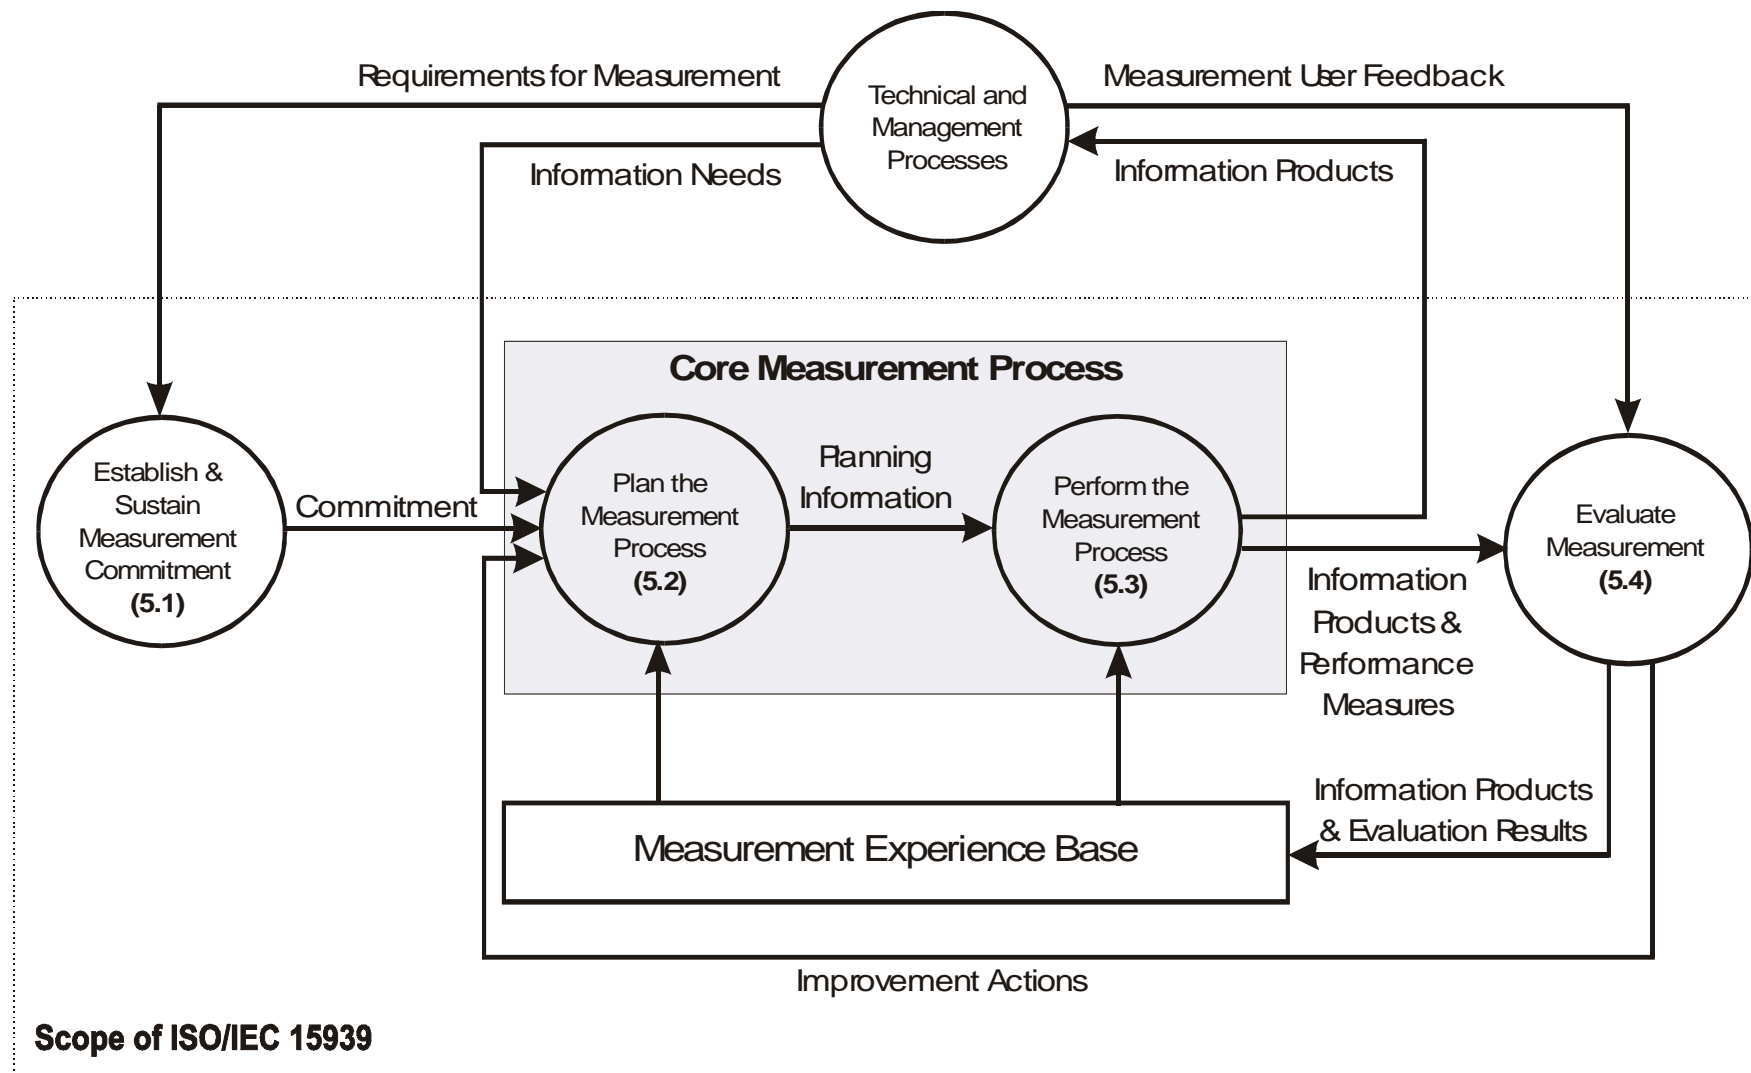 Requirements for Measurement
Technical and
Management
Processes
Measurement User Feedback
Information Needs
Information Products
Core Measurement Process
Establish &
Sustain
Measurement
Commitment
(5.1)
Commitment
Plan the
Measurement
Process
(5.2)
Planning
Information
Perform the
Measurement
Process
(5.3)
Evaluate
Measurement
(5.4)
Information
Products &
Performance
Measures
Information Products
& Evaluation Results
Measurement Experience Base
Improvement Actions
Scope of ISO/IEC 15939